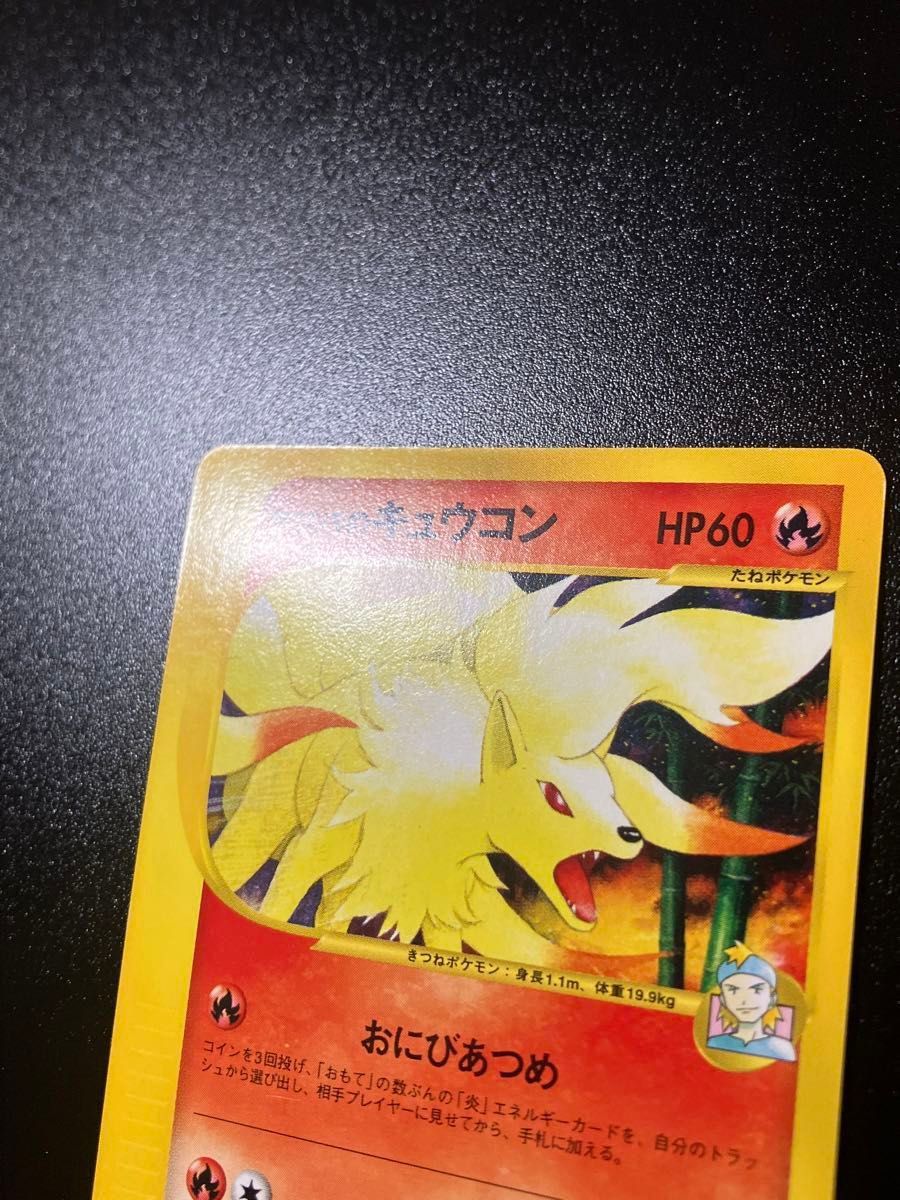 キュウコン HP60
たねポケモン
きつねポケモン：身長1.1m、体重19.9kg
おにびあつめ
コインを3回投げ、「おもて」の数ぶんの「炎」エネルギーカードを、自分のトラッ
シュから選び出し、相手プレイヤーに見せてから、手札に加える。